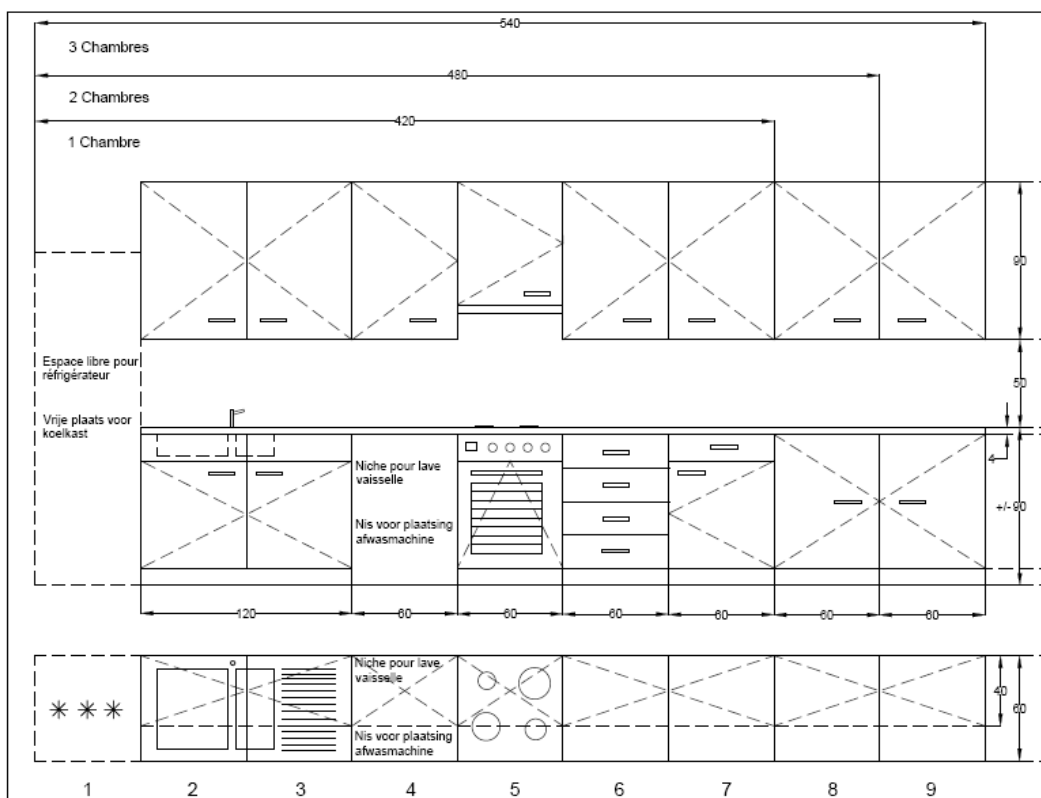 540
3 Chambres
480
2 Chambres
420
1 Chambre
90
Espace libre pour
réfrigérateur
50
Vrije plaats voor
koelkast
4
Niche pour lave
vaisselle
+/- 90
Nis voor plaatsing
afwasmachine
120
60
60
60
60
60
60
Niche pour lave
vaisselle
40
60
Nis voor plaatsing
afwasmachine
1 2 3 4 5 6 7 8 9